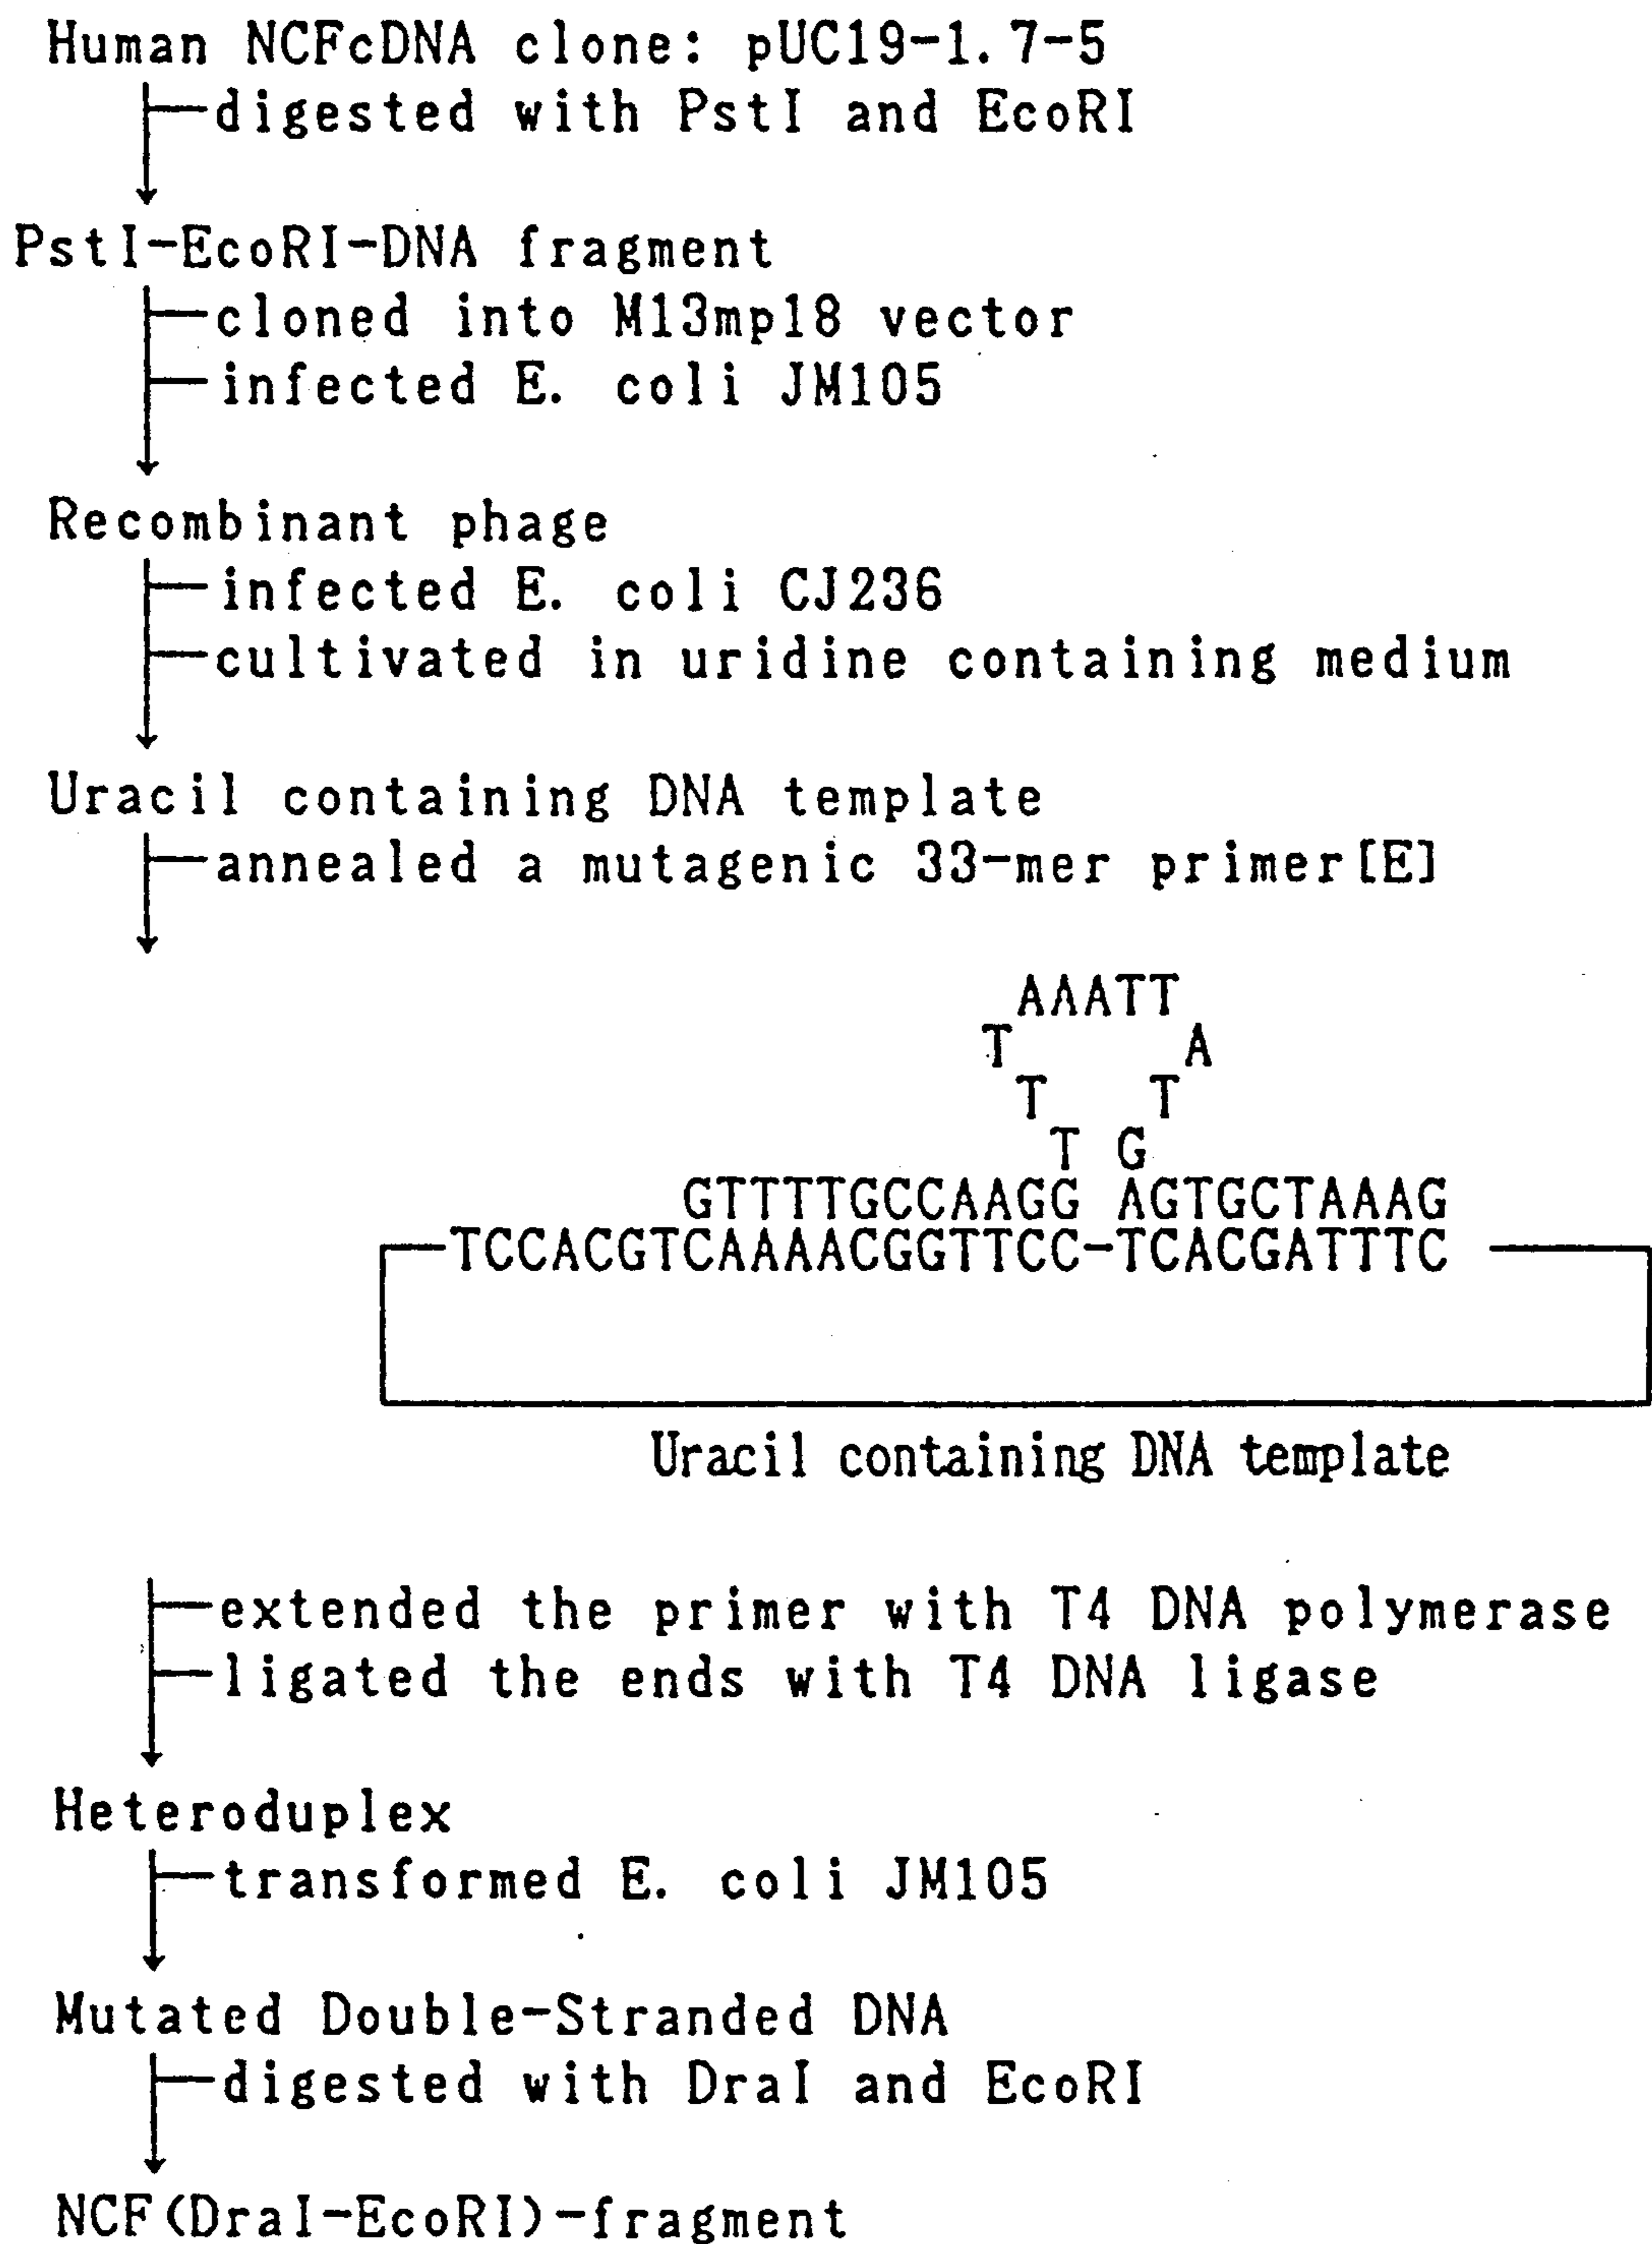 Human NCFcDNA clone: pUC19-1.7-5
digested with PstI and EcoRI
PstI-EcoRI-DNA fragment
cloned into M13mp18 vector
infected E. coli JM105
Recombinant phage
infected E. coli CJ236
cultivated in uridine containing medium
Uracil containing DNA template
annealed a mutagenic 33-mer primer[E]
AAATT
T A
T T
T G
GTTTTGCCAAGG AGTGCTAAAG
TCCACGTCAAAACGGTTCC-TCACGATTTC
Uracil containing DNA template
extended the primer with T4 DNA polymerase
ligated the ends with T4 DNA ligase
Heteroduplex
transformed E. coli JM105
Mutated Double-Stranded DNA
digested with DraI and EcoRI
NCF(DraI-EcoRI)-fragment